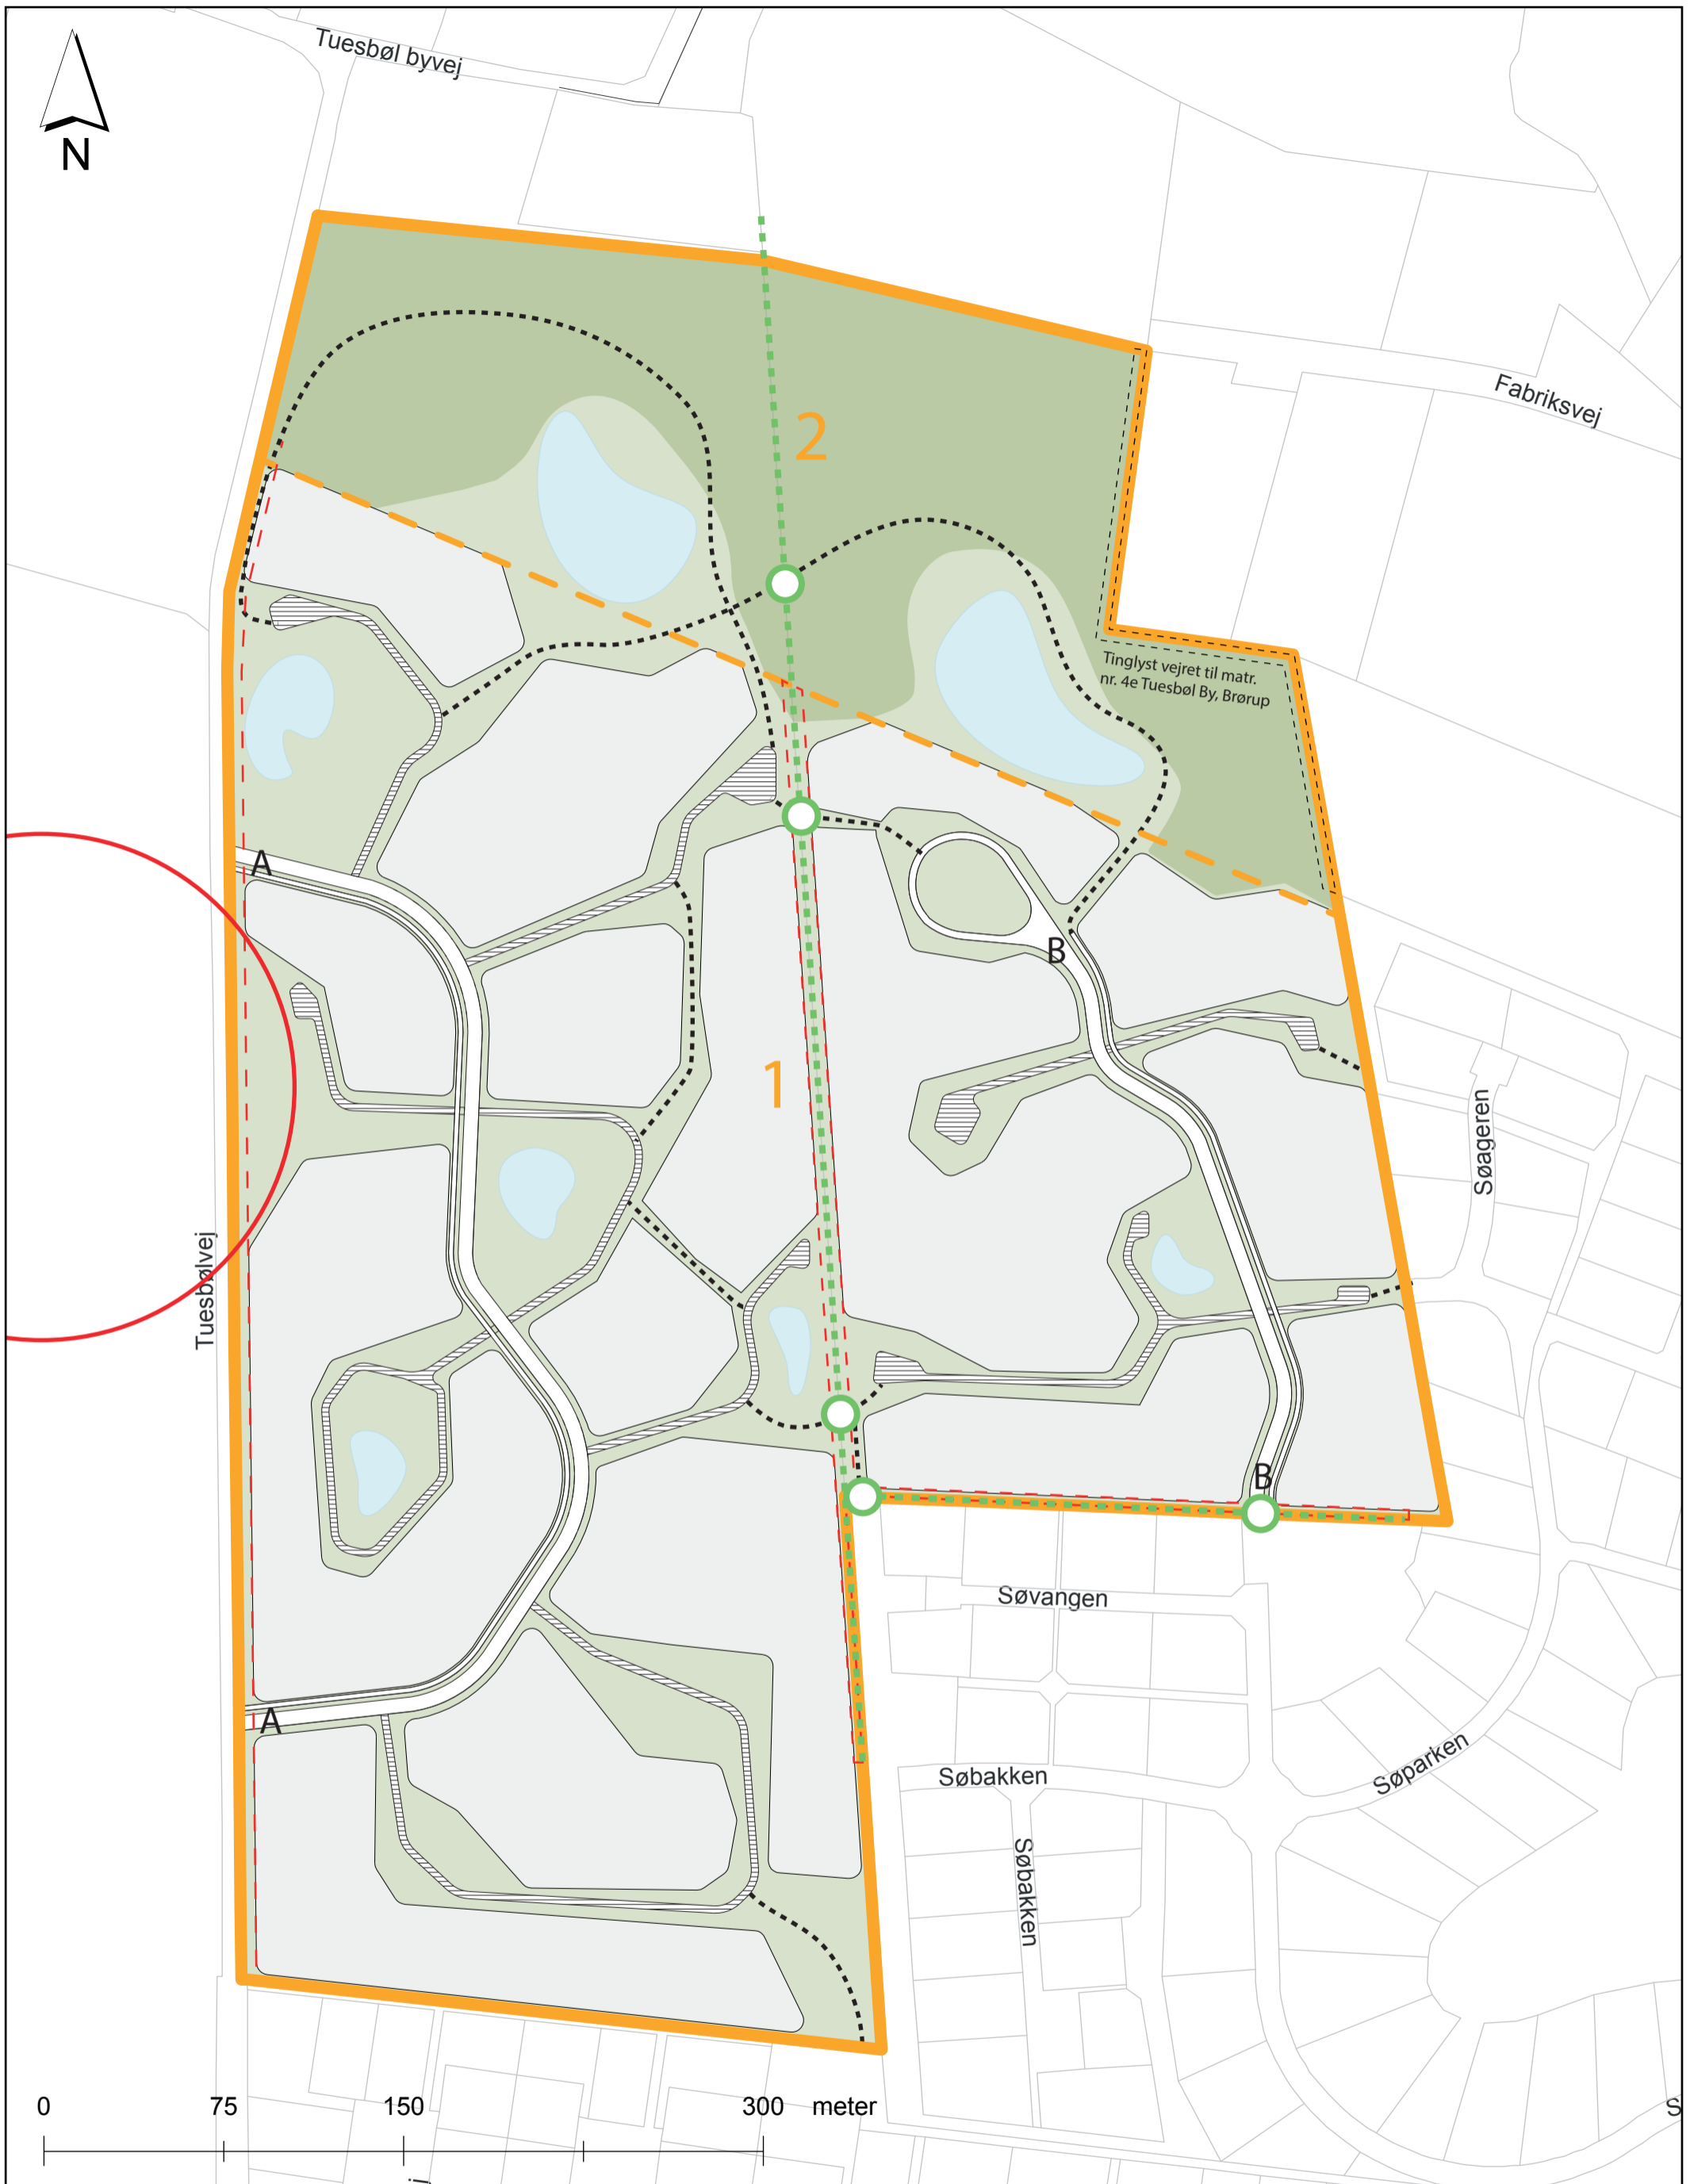 Tuesbøl byvej
N
Fabriksvej
2
Tinglyst vejret til matr.
nr. 4e Tuesbøl By, Brørup
A
B
1
Søageren
Tuesbølvej
B
Søvangen
A
Søbakken
Søparken
Søbakken
0 75 150 300 meter